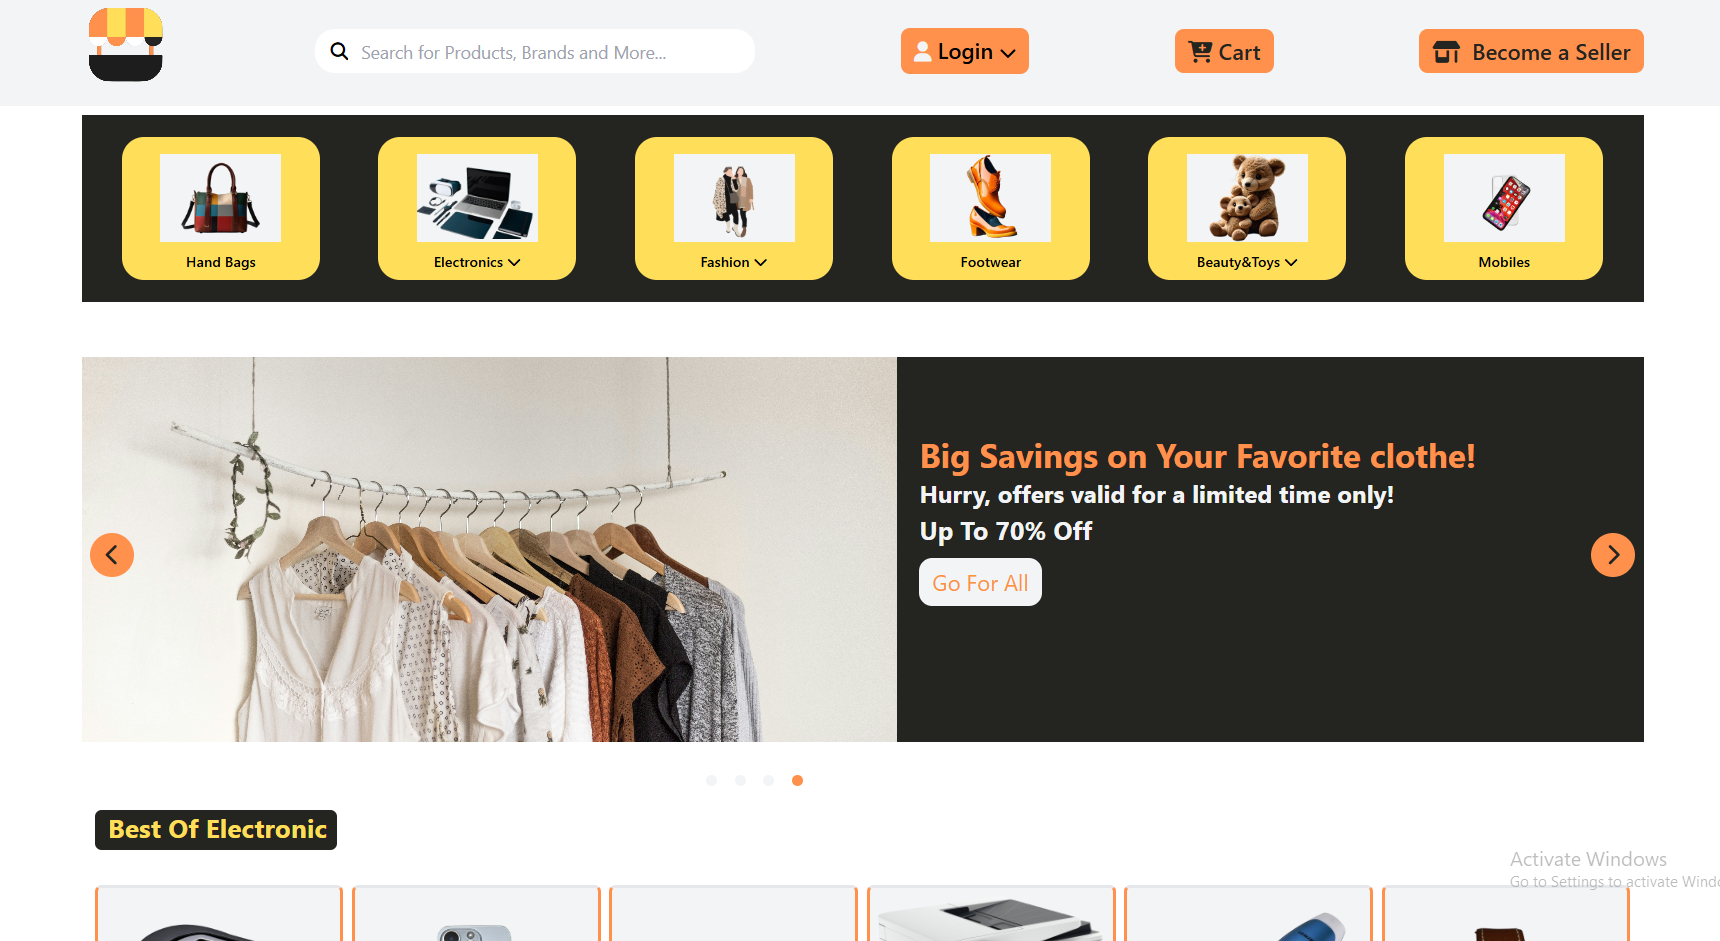 Search for Products, Brands and More...
Login
Cart
Become a Seller
Hand Bags
Electronics
Fashion
Footwear
Beauty&Toys
Mobiles
Big Savings on Your Favorite clothe!
Hurry, offers valid for a limited time only!
Up To 70% Off
Go For All
Best Of Electronic
Activate Windows
Go to Settings to activate Windo